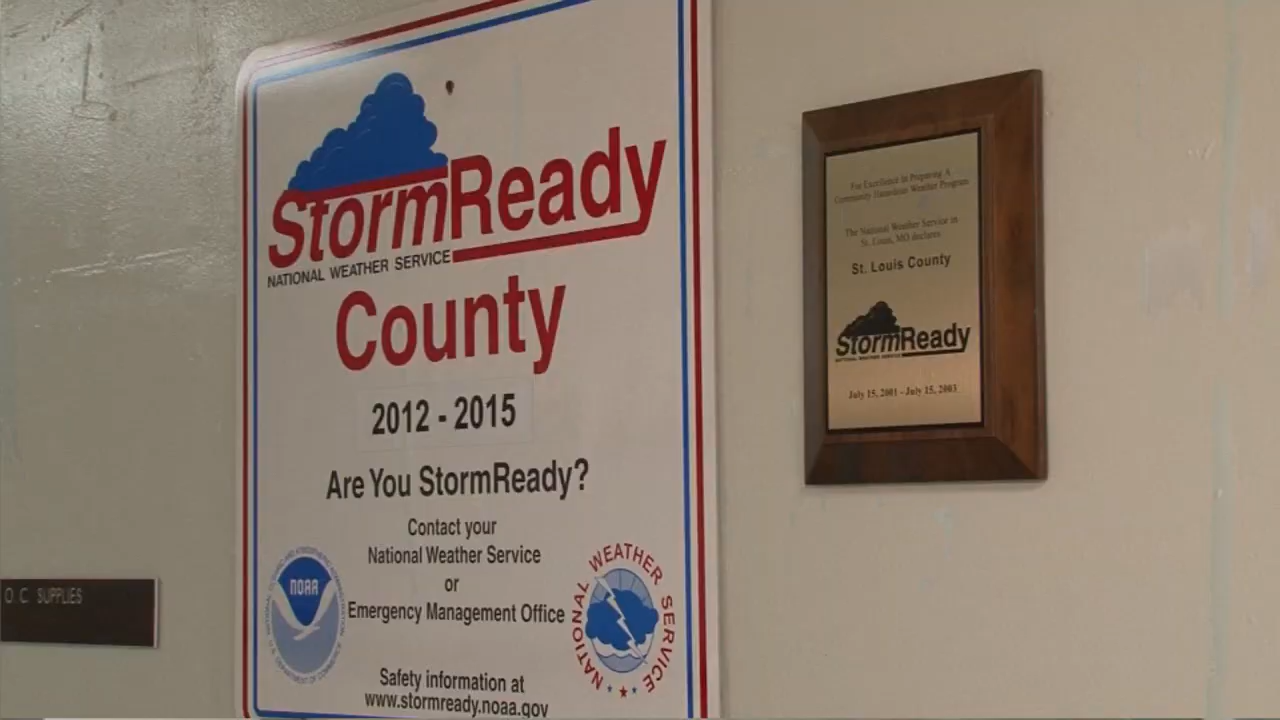 StormReady
NATIONAL WEATHER SERVICE
County
2012 - 2015
Are You StormReady?
Contact your
National Weather Service
or
Emergency Management Office
NOAA
NATIONAL WEATHER SERVICE
Safety information at
www.stormready.noaa.gov
For Excellence in Preparing A
Community Hazardous Weather Program
The National Weather Service in
St. Louis, MO declares
St. Louis County
StormReady
NATIONAL WEATHER SERVICE
July 15, 2001 - July 15, 2003
O C SUPPLIES